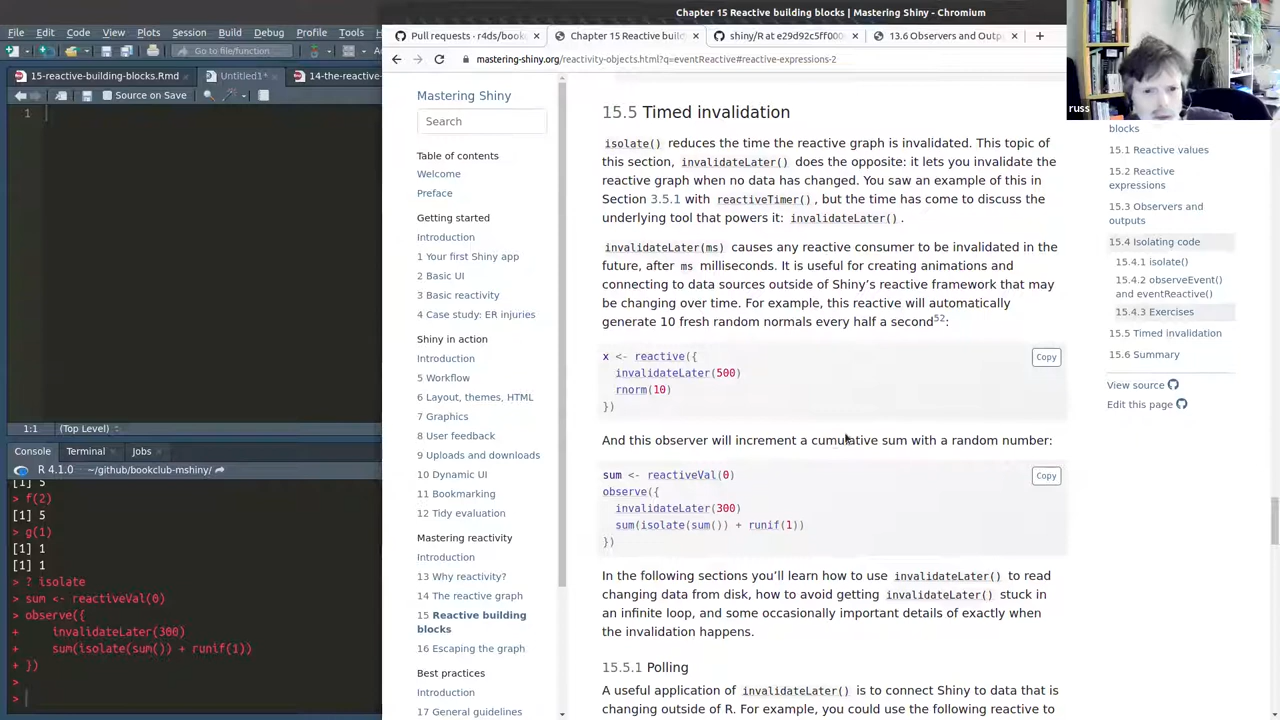 Chapter 15 Reactive building blocks | Mastering Shiny - Chromium
File Edit Code View Plots Session Build Debug Profile
Go to file/function
15-reactive-building-blocks.Rmd
Untitled1*
Source on Save
1
1:1 (Top Level)
Console Terminal Jobs
R 4.1.0 · ~/github/bookclub-mshiny/
[1] 5
> f(2)
[1] 5
> g(1)
[1] 1
[1] 1
> ? isolate
> sum <- reactiveVal(0)
> observe({
+ invalidateLater(300)
+ sum(isolate(sum()) + runif(1))
+ })
>
>
Pull requests · r4ds/book
Chapter 15 Reactive buil
shiny/R at e29d92c5ff000
13.6 Observers and Outp
mastering-shiny.org/reactivity-objects.html?q=eventReactive#reactive-expressions-2
Mastering Shiny
Search
Table of contents
Welcome
Preface
Getting started
Introduction
1 Your first Shiny app
2 Basic UI
3 Basic reactivity
4 Case study: ER injuries
Shiny in action
Introduction
5 Workflow
6 Layout, themes, HTML
7 Graphics
8 User feedback
9 Uploads and downloads
10 Dynamic UI
11 Bookmarking
12 Tidy evaluation
Mastering reactivity
Introduction
13 Why reactivity?
14 The reactive graph
15 Reactive building
blocks
16 Escaping the graph
Best practices
Introduction
17 General guidelines
15.5 Timed invalidation
isolate() reduces the time the reactive graph is invalidated. This topic of
this section, invalidateLater() does the opposite: it lets you invalidate the
reactive graph when no data has changed. You saw an example of this in
Section 3.5.1 with reactiveTimer() , but the time has come to discuss the
underlying tool that powers it: invalidateLater() .
invalidateLater(ms) causes any reactive consumer to be invalidated in the
future, after ms milliseconds. It is useful for creating animations and
connecting to data sources outside of Shiny's reactive framework that may
be changing over time. For example, this reactive will automatically
generate 10 fresh random normals every half a second52:
x <- reactive({
invalidateLater(500)
rnorm(10)
})
Copy
And this observer will increment a cumulative sum with a random number:
sum <- reactiveVal(0)
observe({
invalidateLater(300)
sum(isolate(sum()) + runif(1))
})
Copy
In the following sections you'll learn how to use invalidateLater() to read
changing data from disk, how to avoid getting invalidateLater() stuck in
an infinite loop, and some occasionally important details of exactly when
the invalidation happens.
15.5.1 Polling
A useful application of invalidateLater() is to connect Shiny to data that is
changing outside of R. For example, you could use the following reactive to
russ
blocks
15.1 Reactive values
15.2 Reactive
expressions
15.3 Observers and
outputs
15.4 Isolating code
15.4.1 isolate()
15.4.2 observeEvent()
and eventReactive()
15.4.3 Exercises
15.5 Timed invalidation
15.6 Summary
View source
Edit this page